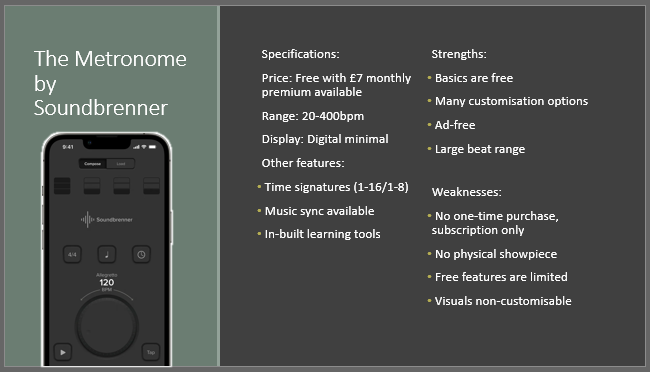 The Metronome
by
Soundbrenner
9:41
Compose
Soundbrenner
4/4
Allegretto
120
BPM
Tap
Specifications:
Price: Free with £7 monthly
premium available
Range: 20-400bpm
Display: Digital minimal
Other features:
• Time signatures (1-16/1-8)
• Music sync available
• In-built learning tools
Strengths:
• Basics are free
• Many customisation options
• Ad-free
• Large beat range
Weaknesses:
• No one-time purchase,
subscription only
• No physical showpiece
• Free features are limited
• Visuals non-customisable